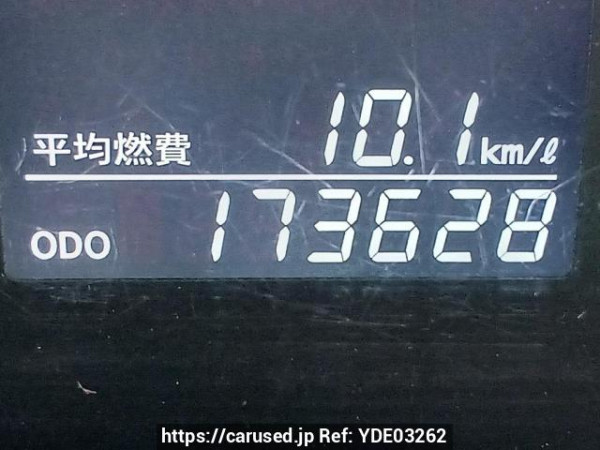 平均燃費 10.1 km/ℓ
ODO 173628
https://carused.jp Ref: YDE03262